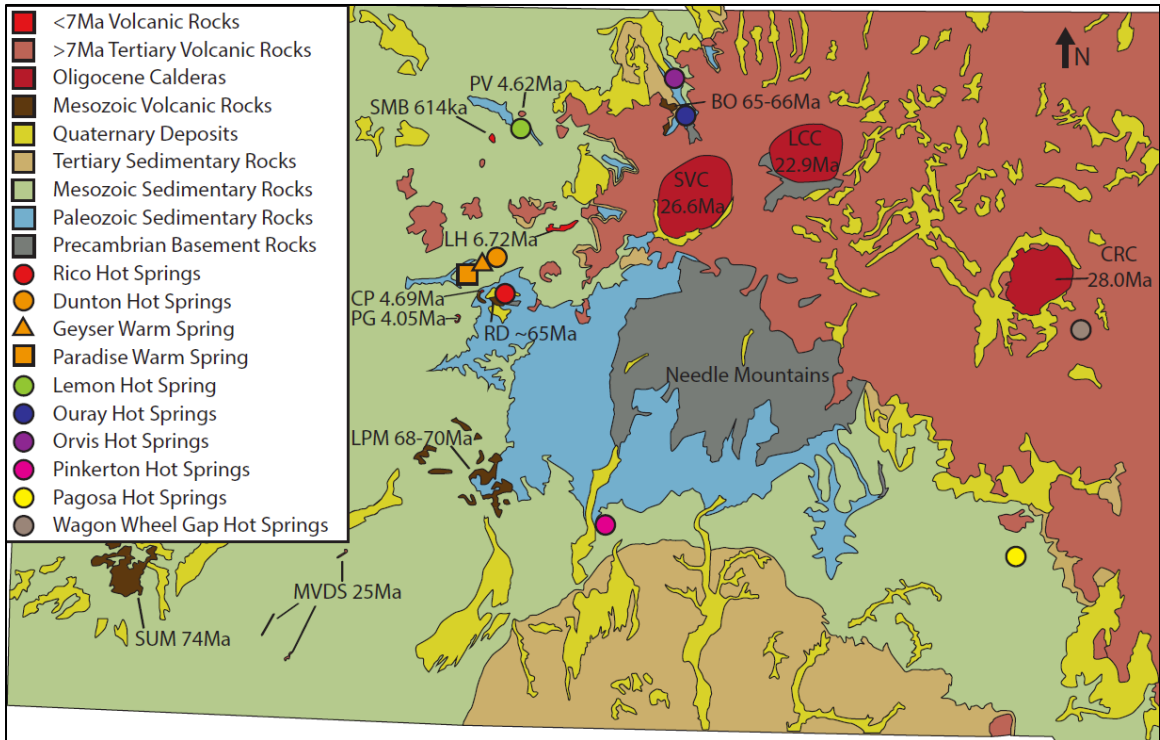 <7Ma Volcanic Rocks
>7Ma Tertiary Volcanic Rocks
Oligocene Calderas
Mesozoic Volcanic Rocks
Quaternary Deposits
Tertiary Sedimentary Rocks
Mesozoic Sedimentary Rocks
Paleozoic Sedimentary Rocks
Precambrian Basement Rocks
Rico Hot Springs
Dunton Hot Springs
Geyser Warm Spring
Paradise Warm Spring
Lemon Hot Spring
Ouray Hot Springs
Orvis Hot Springs
Pinkerton Hot Springs
Pagosa Hot Springs
Wagon Wheel Gap Hot Springs
N
PV 4.62Ma
SMB 614ka
BO 65-66Ma
LCC
22.9Ma
SVC
26.6Ma
LH 6.72Ma
CRC
28.0Ma
CP 4.69Ma
PG 4.05Ma
RD ~65Ma
Needle Mountains
LPM 68-70Ma
MVDS 25Ma
SUM 74Ma